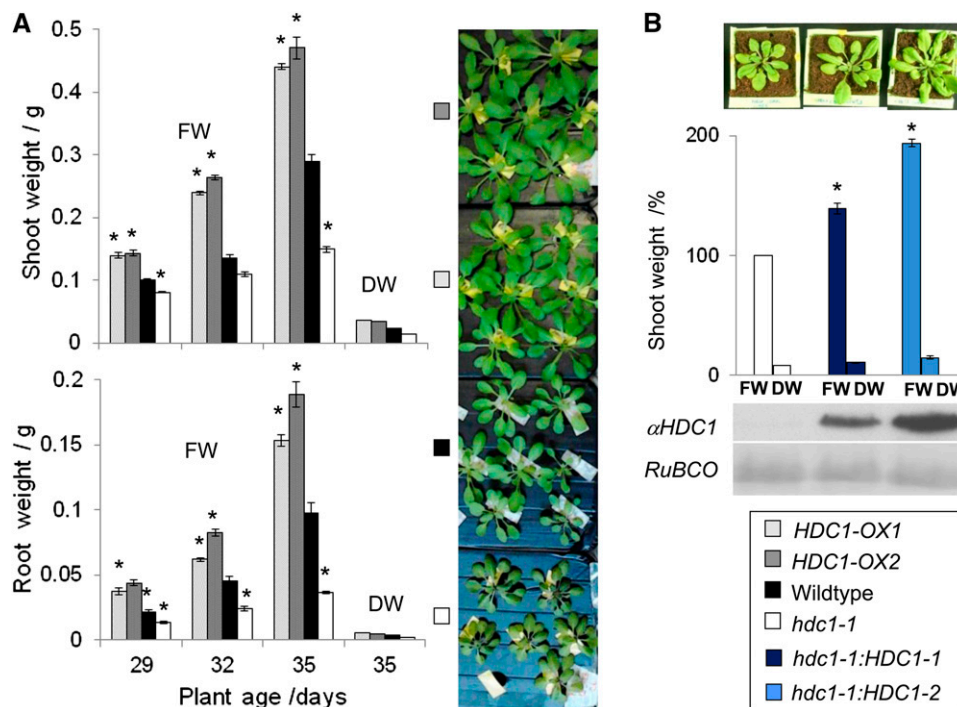 A
Shoot weight / g
0.5
0.4
0.3
0.2
0.1
0
* * *
* *
* * *
FW
DW
Root weight / g
0.2
0.15
0.1
0.05
0
* * *
* * *
* * *
FW
DW
29 32 35 35
Plant age /days
B
Shoot weight /%
200
100
0
*
*
FW DW FW DW FW DW
αHDC1
RuBCO
HDC1-OX1
HDC1-OX2
Wildtype
hdc1-1
hdc1-1:HDC1-1
hdc1-1:HDC1-2